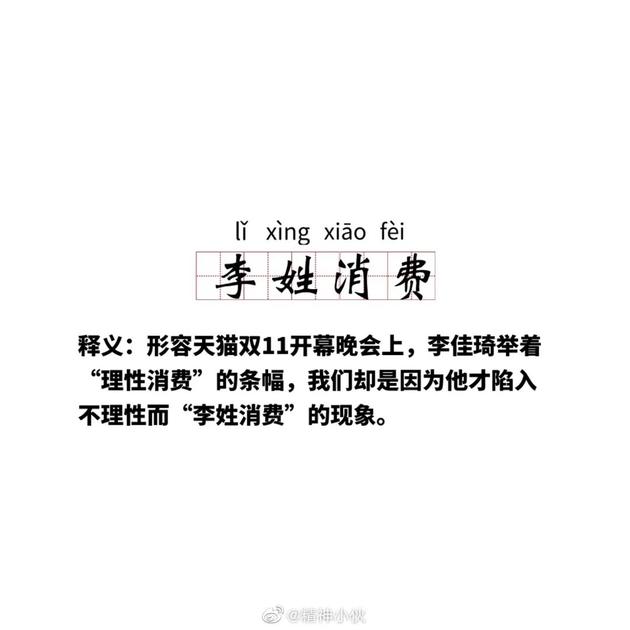 lǐ xìng xiāo fèi
李姓消费
释义：形容天猫双11开幕晚会上，李佳琦举着
“理性消费”的条幅，我们却是因为他才陷入
不理性而“李姓消费”的现象。
@精神小伙